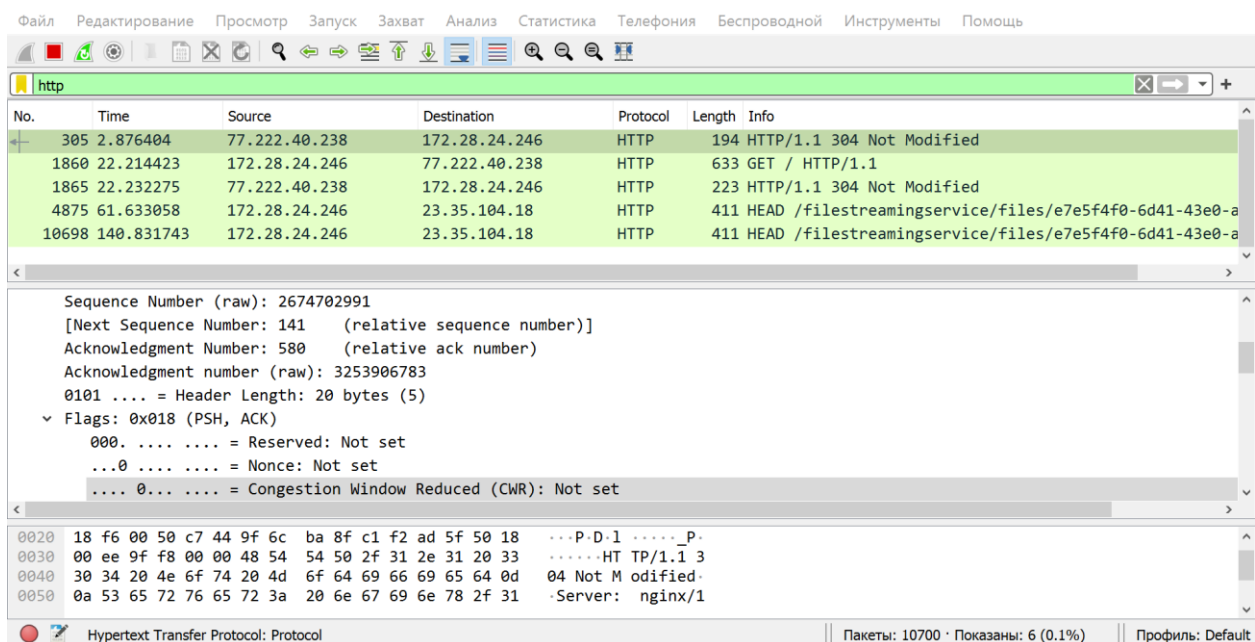 Файл Редактирование Просмотр Запуск Захват Анализ Статистика Телефония Беспроводной Инструменты Помощь
http
No. Time Source Destination Protocol Length Info
305 2.876404 77.222.40.238 172.28.24.246 HTTP 194 HTTP/1.1 304 Not Modified
1860 22.214423 172.28.24.246 77.222.40.238 HTTP 633 GET / HTTP/1.1
1865 22.232275 77.222.40.238 172.28.24.246 HTTP 223 HTTP/1.1 304 Not Modified
4875 61.633058 172.28.24.246 23.35.104.18 HTTP 411 HEAD /filestreamingservice/files/e7e5f4f0-6d41-43e0-a
10698 140.831743 172.28.24.246 23.35.104.18 HTTP 411 HEAD /filestreamingservice/files/e7e5f4f0-6d41-43e0-a
Sequence Number (raw): 2674702991
[Next Sequence Number: 141 (relative sequence number)]
Acknowledgment Number: 580 (relative ack number)
Acknowledgment number (raw): 3253906783
0101 .... = Header Length: 20 bytes (5)
Flags: 0x018 (PSH, ACK)
000. .... .... = Reserved: Not set
...0 .... .... = Nonce: Not set
.... 0... .... = Congestion Window Reduced (CWR): Not set
0020 18 f6 00 50 c7 44 9f 6c ba 8f c1 f2 ad 5f 50 18 ···P·D·l ·····_P·
0030 00 ee 9f f8 00 00 48 54 54 50 2f 31 2e 31 20 33 ······HT TP/1.1 3
0040 30 34 20 4e 6f 74 20 4d 6f 64 69 66 69 65 64 0d 04 Not M odified·
0050 0a 53 65 72 76 65 72 3a 20 6e 67 69 6e 78 2f 31 ·Server: nginx/1
Hypertext Transfer Protocol: Protocol Пакеты: 10700 · Показаны: 6 (0.1%) Профиль: Default